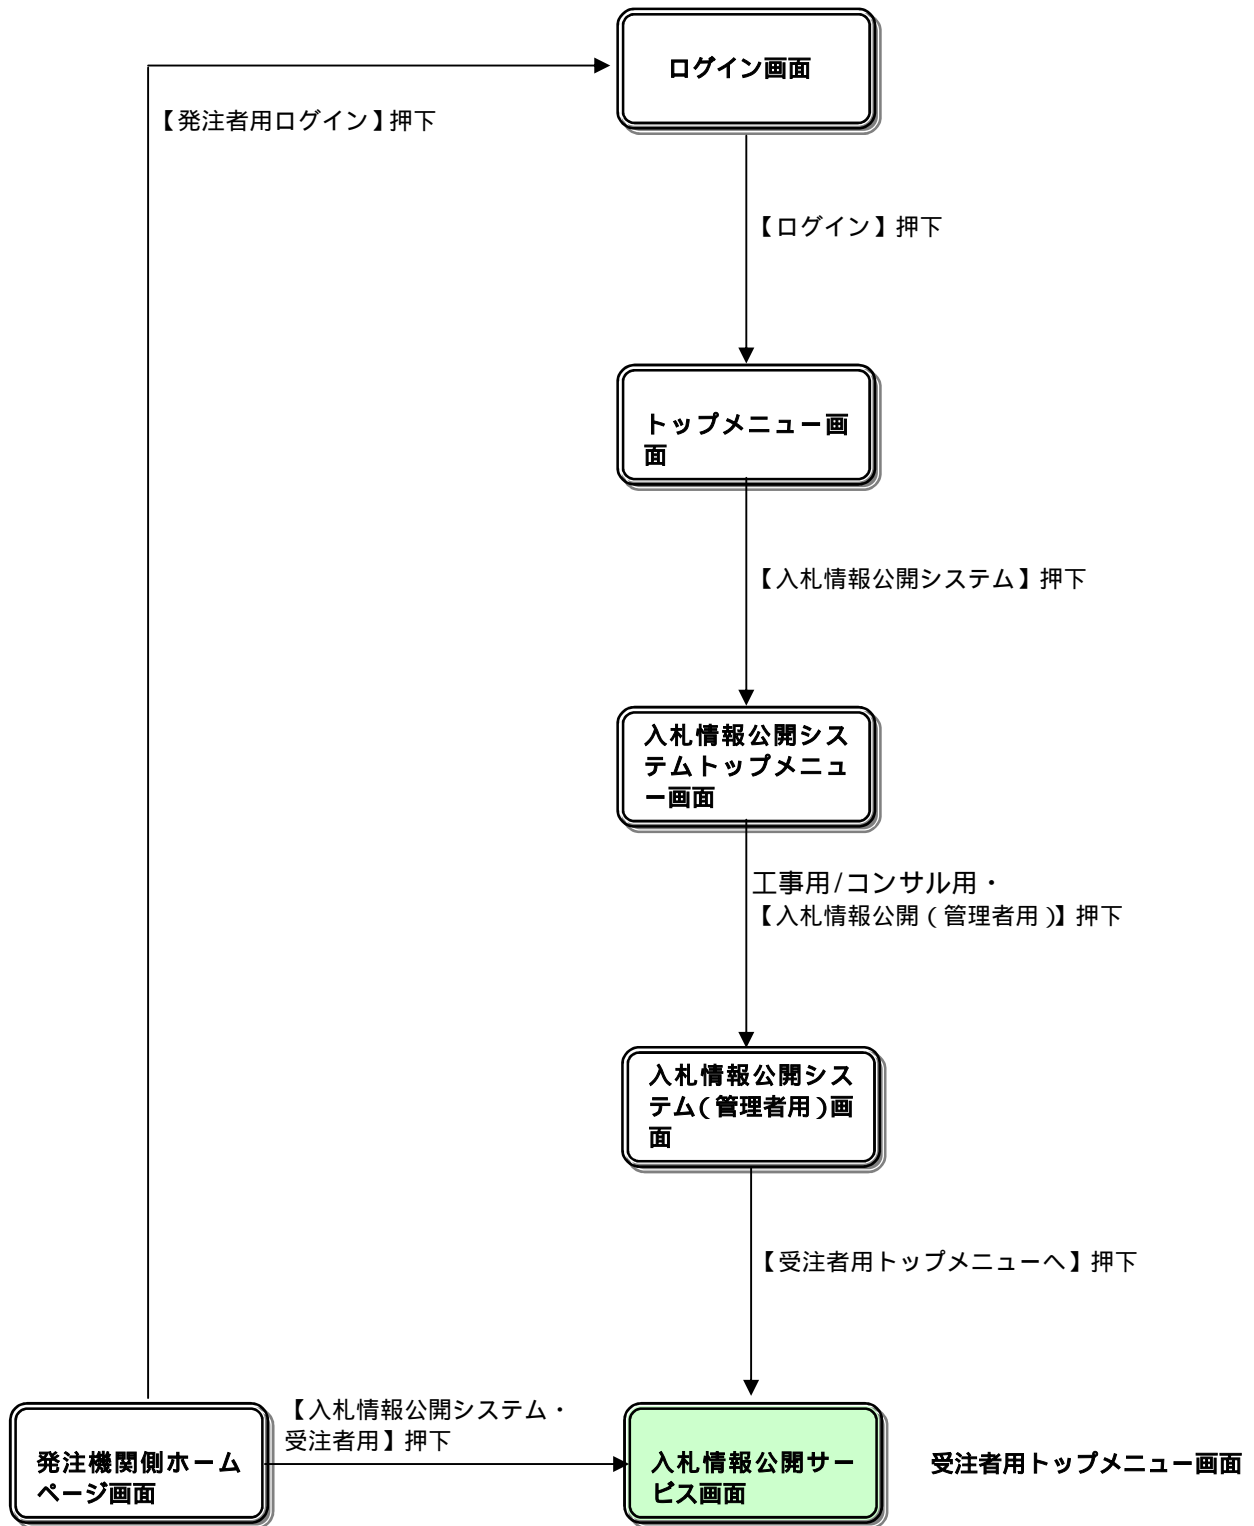 ログイン画面
【発注者用ログイン】押下
【ログイン】押下
トップメニュー画
面
【入札情報公開システム】押下
入札情報公開シス
テムトップメニュ
ー画面
工事用/コンサル用・
【入札情報公開(管理者用)】押下
入札情報公開シス
テム(管理者用)画
面
【受注者用トップメニューへ】押下
【入札情報公開システム・
受注者用】押下
発注機関側ホーム
ページ画面
入札情報公開サー
ビス画面
受注者用トップメニュー画面